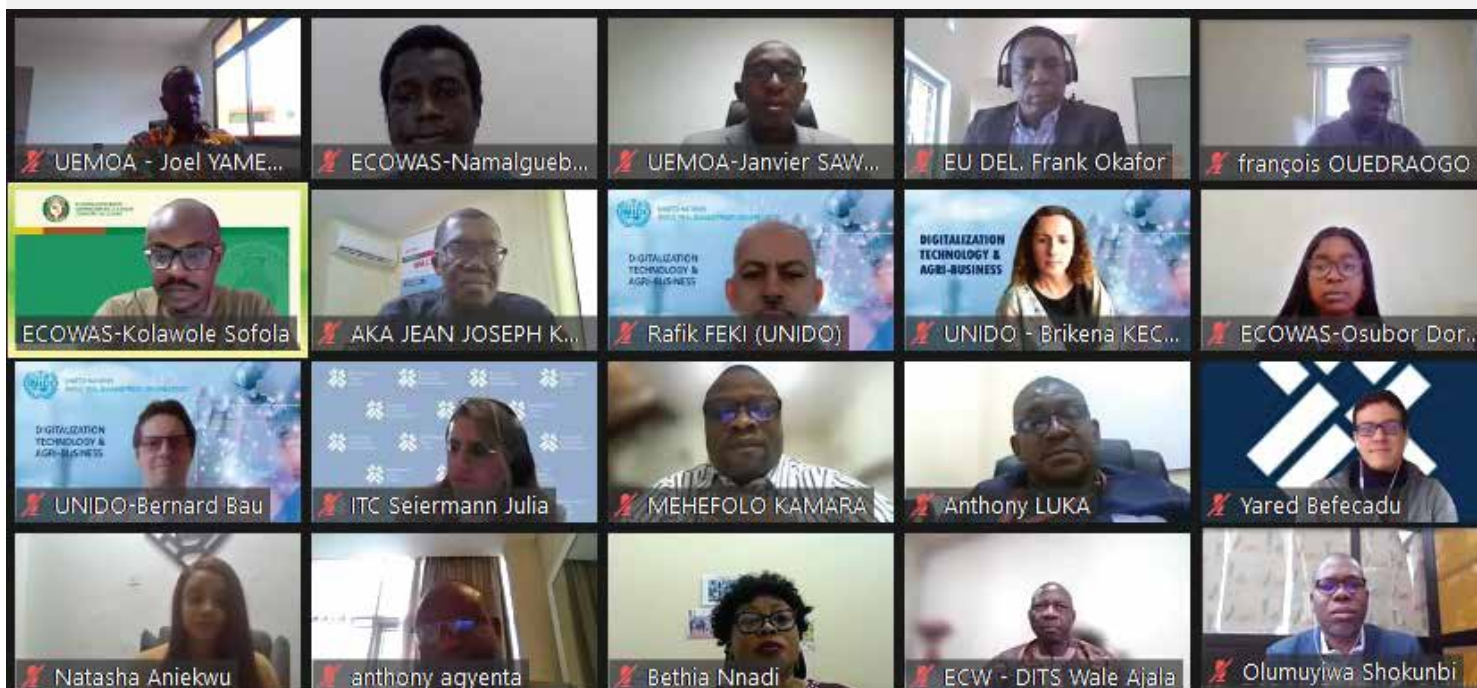 UEMOA - Joel YAME...
ECOWAS-Namalgueb...
UEMOA-Janvier SAW...
EU DEL. Frank Okafor
françois OUEDRAOGO
ECOWAS-Kolawole Sofola
AKA JEAN JOSEPH K...
DIGITALIZATION
TECHNOLOGY &
AGRI-BUSINESS
Rafik FEKI (UNIDO)
DIGITALIZATION
TECHNOLOGY &
AGRI-BUSINESS
UNIDO - Brikena KEC...
ECOWAS-Osubor Dor...
DIGITALIZATION
TECHNOLOGY &
AGRI-BUSINESS
UNIDO-Bernard Bau
ITC Seiermann Julia
MEHEFOLO KAMARA
Anthony LUKA
Yared Befecadu
Natasha Aniekwu
anthony agyenta
Bethia Nnadi
ECW - DITS Wale Ajala
Olumuyiwa Shokunbi